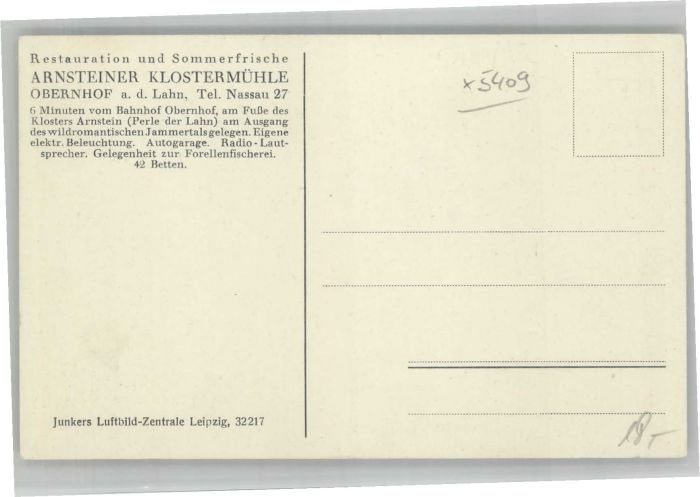 Restauration und Sommerfrische
ARNSTEINER KLOSTERMÜHLE
OBERNHOF a. d. Lahn, Tel. Nassau 27
6 Minuten vom Bahnhof Obernhof, am Fuße des
Klosters Arnstein (Perle der Lahn) am Ausgang
des wildromantischen Jammertals gelegen. Eigene
elektr. Beleuchtung. Autogarage. Radio-Laut-
sprecher. Gelegenheit zur Forellenfischerei.
42 Betten.
x 5409
Junkers Luftbild-Zentrale Leipzig, 32217
18,-